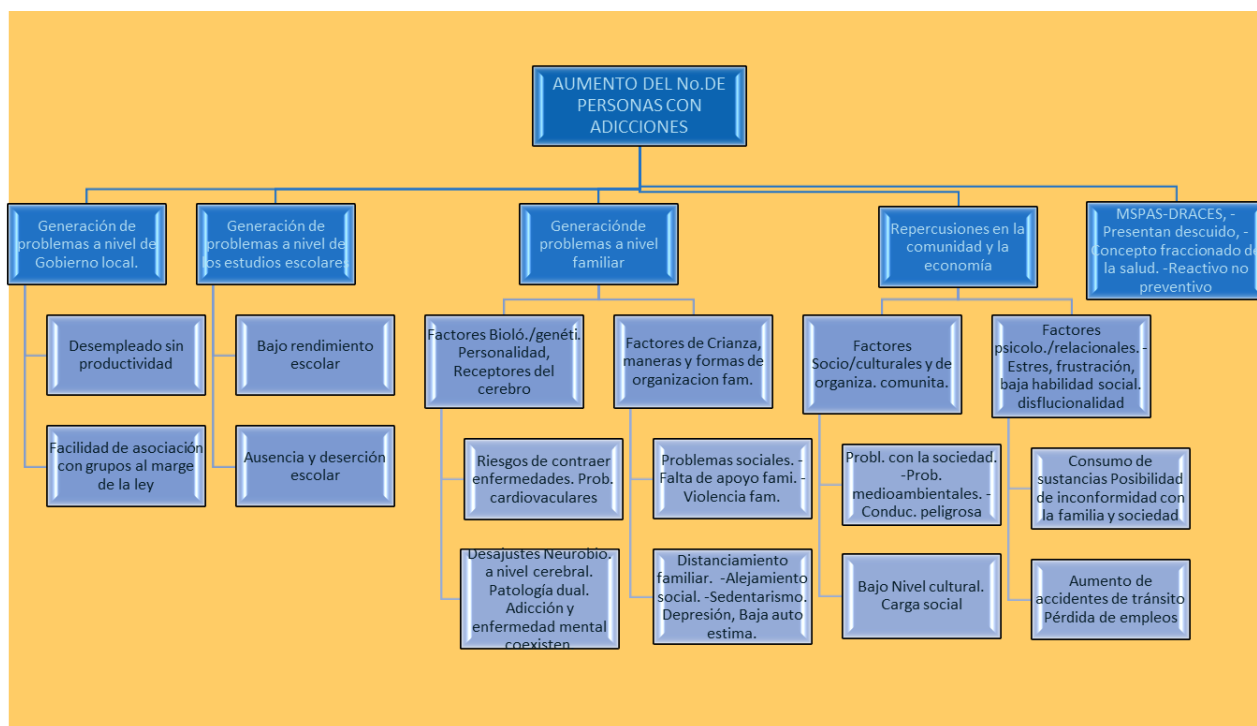 AUMENTO DEL No.DE
PERSONAS CON
ADICCIONES
Generación de
problemas a nivel de
Gobierno local.
Generación de
problemas a nivel de
los estudios escolares
Generaciónde
problemas a nivel
familiar
Repercusiones en la
comunidad y la
economía
MSPAS-DRACES, -
Presentan descuido, -
Concepto fraccionado de
la salud. -Reactivo no
preventivo
Desempleado sin
productividad
Facilidad de asociación
con grupos al marge
de la ley
Bajo rendimiento
escolar
Ausencia y deserción
escolar
Factores Bioló./genéti.
Personalidad,
Receptores del
cerebro
Riesgos de contraer
enfermedades. Prob.
cardiovaculares
Desajustes Neurobio.
a nivel cerebral.
Patología dual.
Adicción y
enfermedad mental
coexisten
Factores de Crianza,
maneras y formas de
organizacion fam.
Problemas sociales. -
Falta de apoyo fami. -
Violencia fam.
Distanciamiento
familiar. -Alejamiento
social. -Sedentarismo.
Depresión, Baja auto
estima.
Factores
Socio/culturales y de
organiza. comunita.
Probl. con la sociedad.
-Prob.
medioambientales. -
Conduc. peligrosa
Bajo Nivel cultural.
Carga social
Factores
psicolo./relacionales. -
Estres, frustración,
baja habilidad social.
disflucionalidad
Consumo de
sustancias Posibilidad
de inconformidad con
la familia y sociedad
Aumento de
accidentes de tránsito
Pérdida de empleos